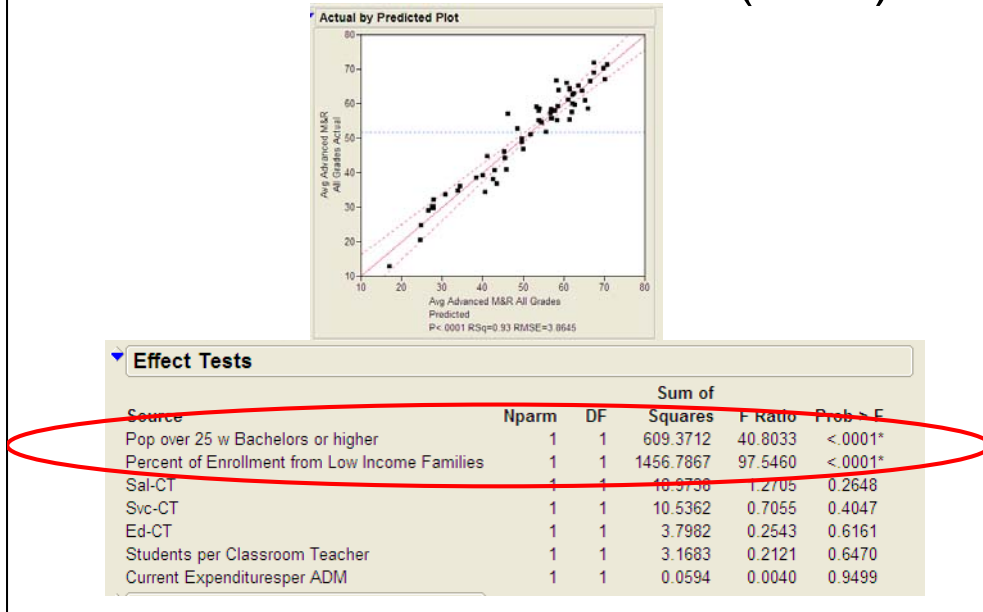 Actual by Predicted Plot
80
70
60
50
40
30
20
10
Avg Advanced M&R
All Grades Actual
10 20 30 40 50 60 70 80
Avg Advanced M&R All Grades
Predicted
P<.0001 RSq=0.93 RMSE=3.8645
Effect Tests
Sum of
Source Nparm DF Squares F Ratio Prob > F
Pop over 25 w Bachelors or higher 1 1 609.3712 40.8033 <.0001*
Percent of Enrollment from Low Income Families 1 1 1456.7867 97.5460 <.0001*
Sal-CT 1 1 18.9738 1.2705 0.2648
Svc-CT 1 1 10.5362 0.7055 0.4047
Ed-CT 1 1 3.7982 0.2543 0.6161
Students per Classroom Teacher 1 1 3.1683 0.2121 0.6470
Current Expendituresper ADM 1 1 0.0594 0.0040 0.9499